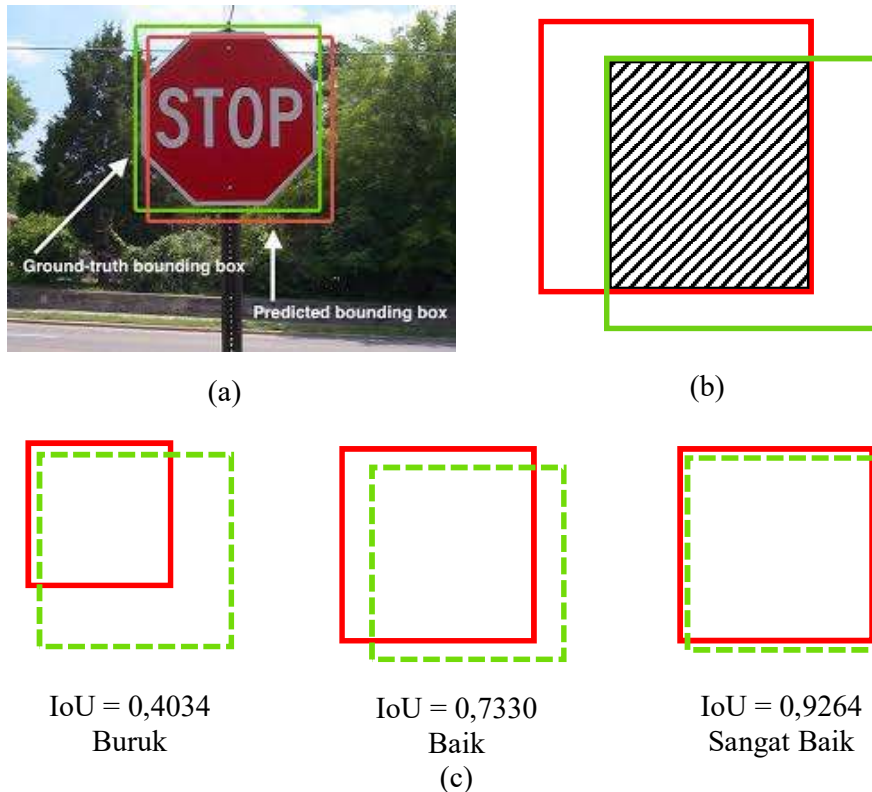 STOP
Ground-truth bounding box
Predicted bounding box
(a)
(b)
IoU = 0,4034
Buruk
IoU = 0,7330
Baik
IoU = 0,9264
Sangat Baik
(c)